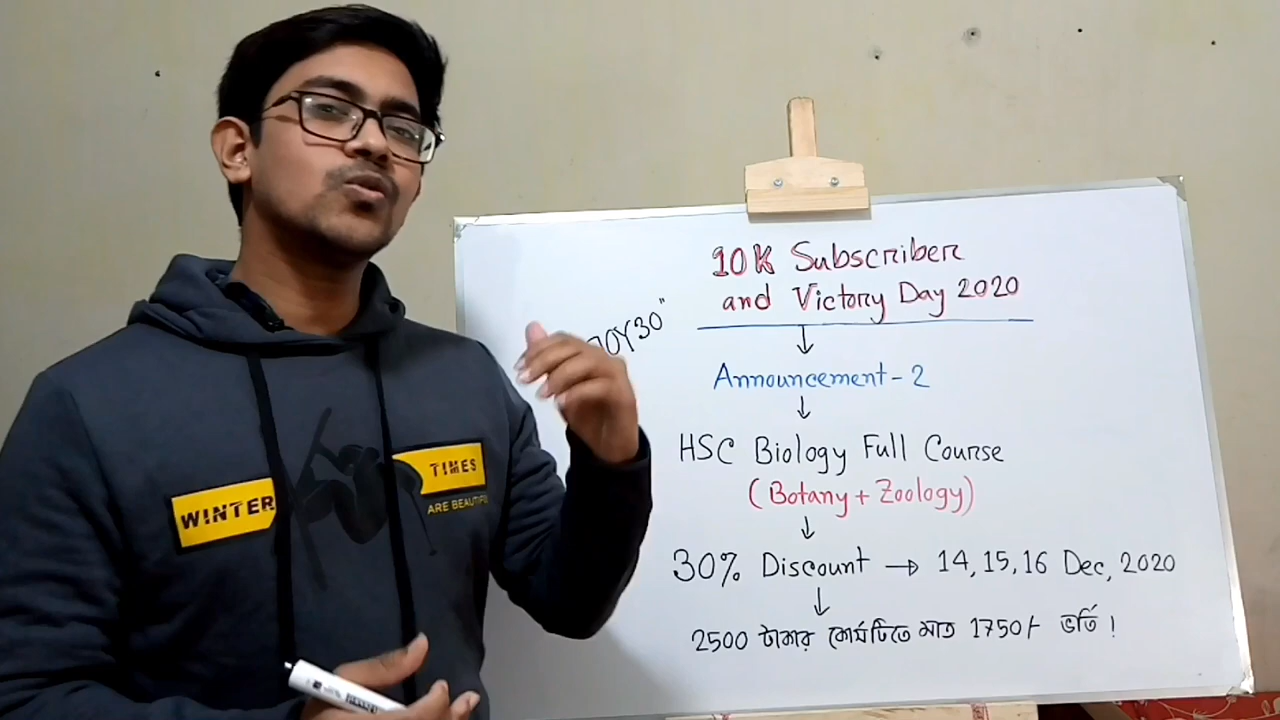 10K Subscriber
and Victory Day 2020
Announcement - 2
HSC Biology Full Course
(Botany + Zoology)
30% Discount → 14, 15, 16 Dec, 2020
2500 টাকার কোর্সটিতে মাত্র 1750/- ভর্তি !
WINTER
TIMES
ARE BEAUTIFU